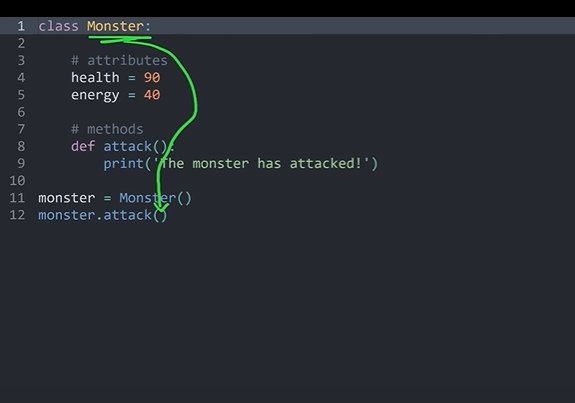 1 class Monster:
2
3     # attributes
4     health = 90
5     energy = 40
6
7     # methods
8     def attack():
9         print('The monster has attacked!')
10
11 monster = Monster()
12 monster.attack()